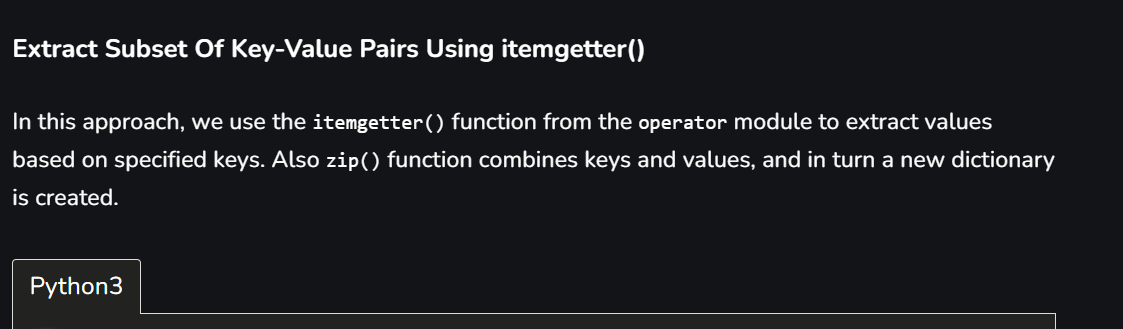 Extract Subset Of Key-Value Pairs Using itemgetter()
In this approach, we use the itemgetter() function from the operator module to extract values
based on specified keys. Also zip() function combines keys and values, and in turn a new dictionary
is created.
Python3